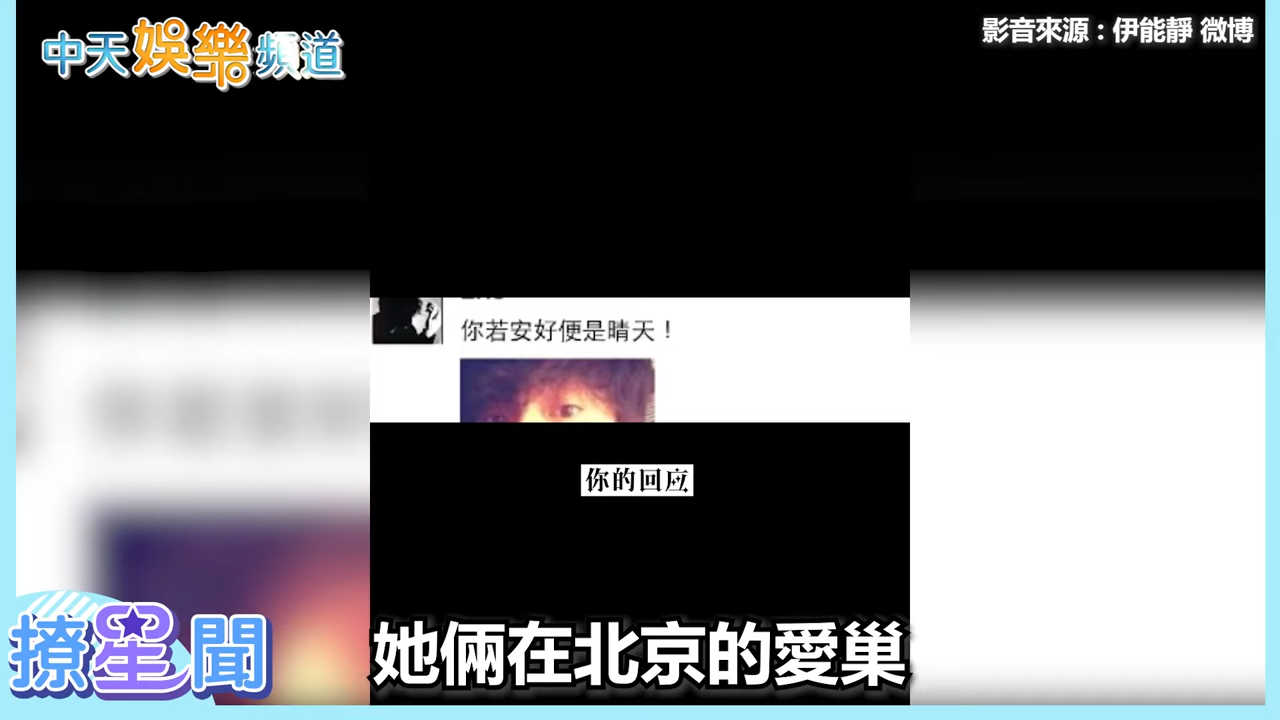 中天娛樂頻道
影音來源：伊能靜 微博
你若安好便是晴天！
你的回应
撩星聞
她倆在北京的愛巢